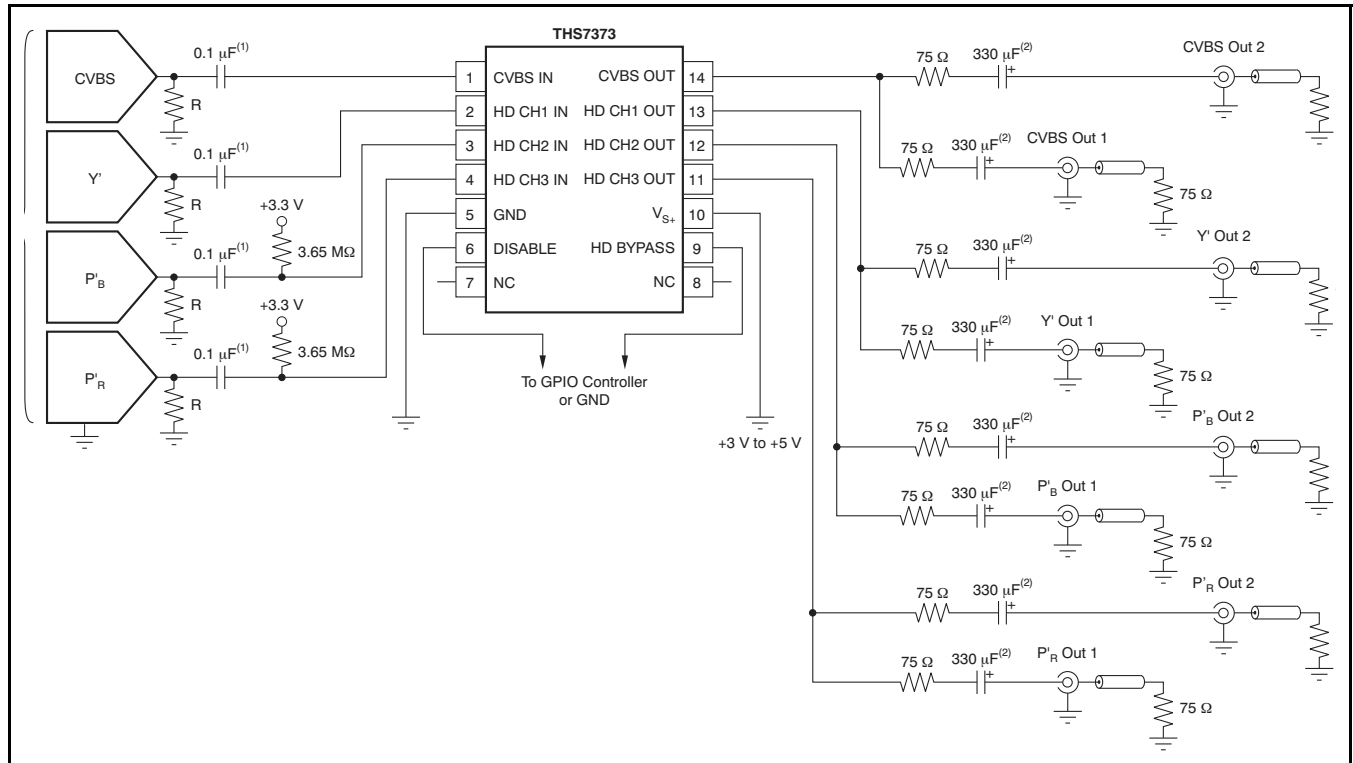 THS7373
CVBS
0.1 μF(1)
R
Y'
0.1 μF(1)
R
+3.3 V
3.65 MΩ
P'B
0.1 μF(1)
R
+3.3 V
3.65 MΩ
P'R
0.1 μF(1)
R
1 CVBS IN CVBS OUT 14
2 HD CH1 IN HD CH1 OUT 13
3 HD CH2 IN HD CH2 OUT 12
4 HD CH3 IN HD CH3 OUT 11
5 GND VS+ 10
6 DISABLE HD BYPASS 9
7 NC NC 8
To GPIO Controller
or GND
+3 V to +5 V
75 Ω 330 μF(2) + CVBS Out 2
75 Ω 330 μF(2) + CVBS Out 1
75 Ω
75 Ω 330 μF(2) + Y' Out 2
75 Ω 330 μF(2) + Y' Out 1
75 Ω
75 Ω 330 μF(2) + P'B Out 2
75 Ω 330 μF(2) + P'B Out 1
75 Ω
75 Ω 330 μF(2) + P'R Out 2
75 Ω 330 μF(2) + P'R Out 1
75 Ω